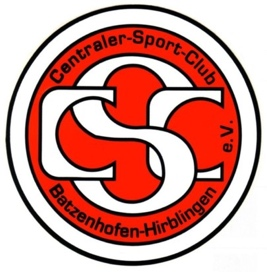 Centraler-Sport-Club
CSC
e.V.
Batzenhofen-Hirblingen